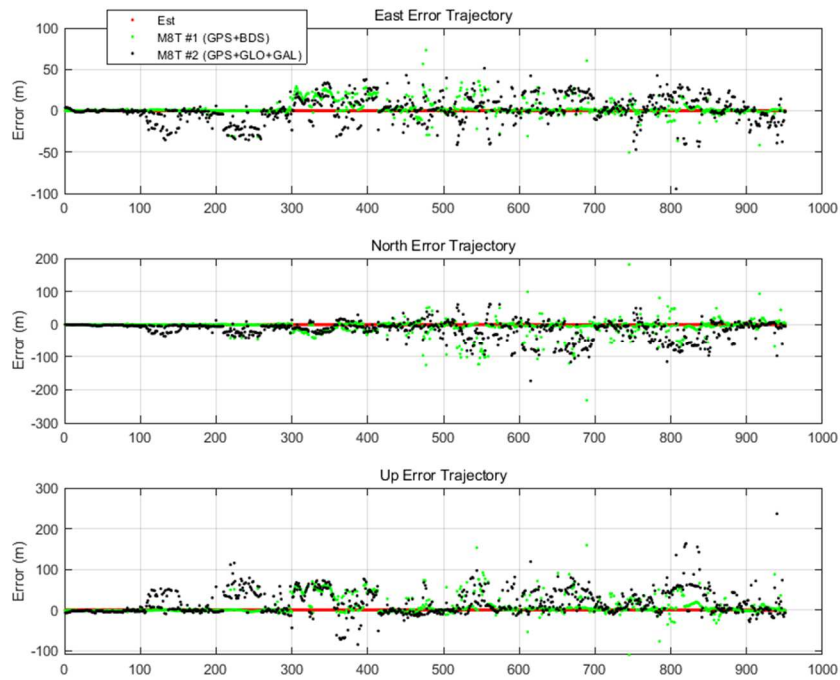 East Error Trajectory
Est
M8T #1 (GPS+BDS)
M8T #2 (GPS+GLO+GAL)
Error (m)
100
50
0
-50
-100
0 100 200 300 400 500 600 700 800 900 1000
North Error Trajectory
Error (m)
200
100
0
-100
-200
-300
0 100 200 300 400 500 600 700 800 900 1000
Up Error Trajectory
Error (m)
300
200
100
0
-100
0 100 200 300 400 500 600 700 800 900 1000